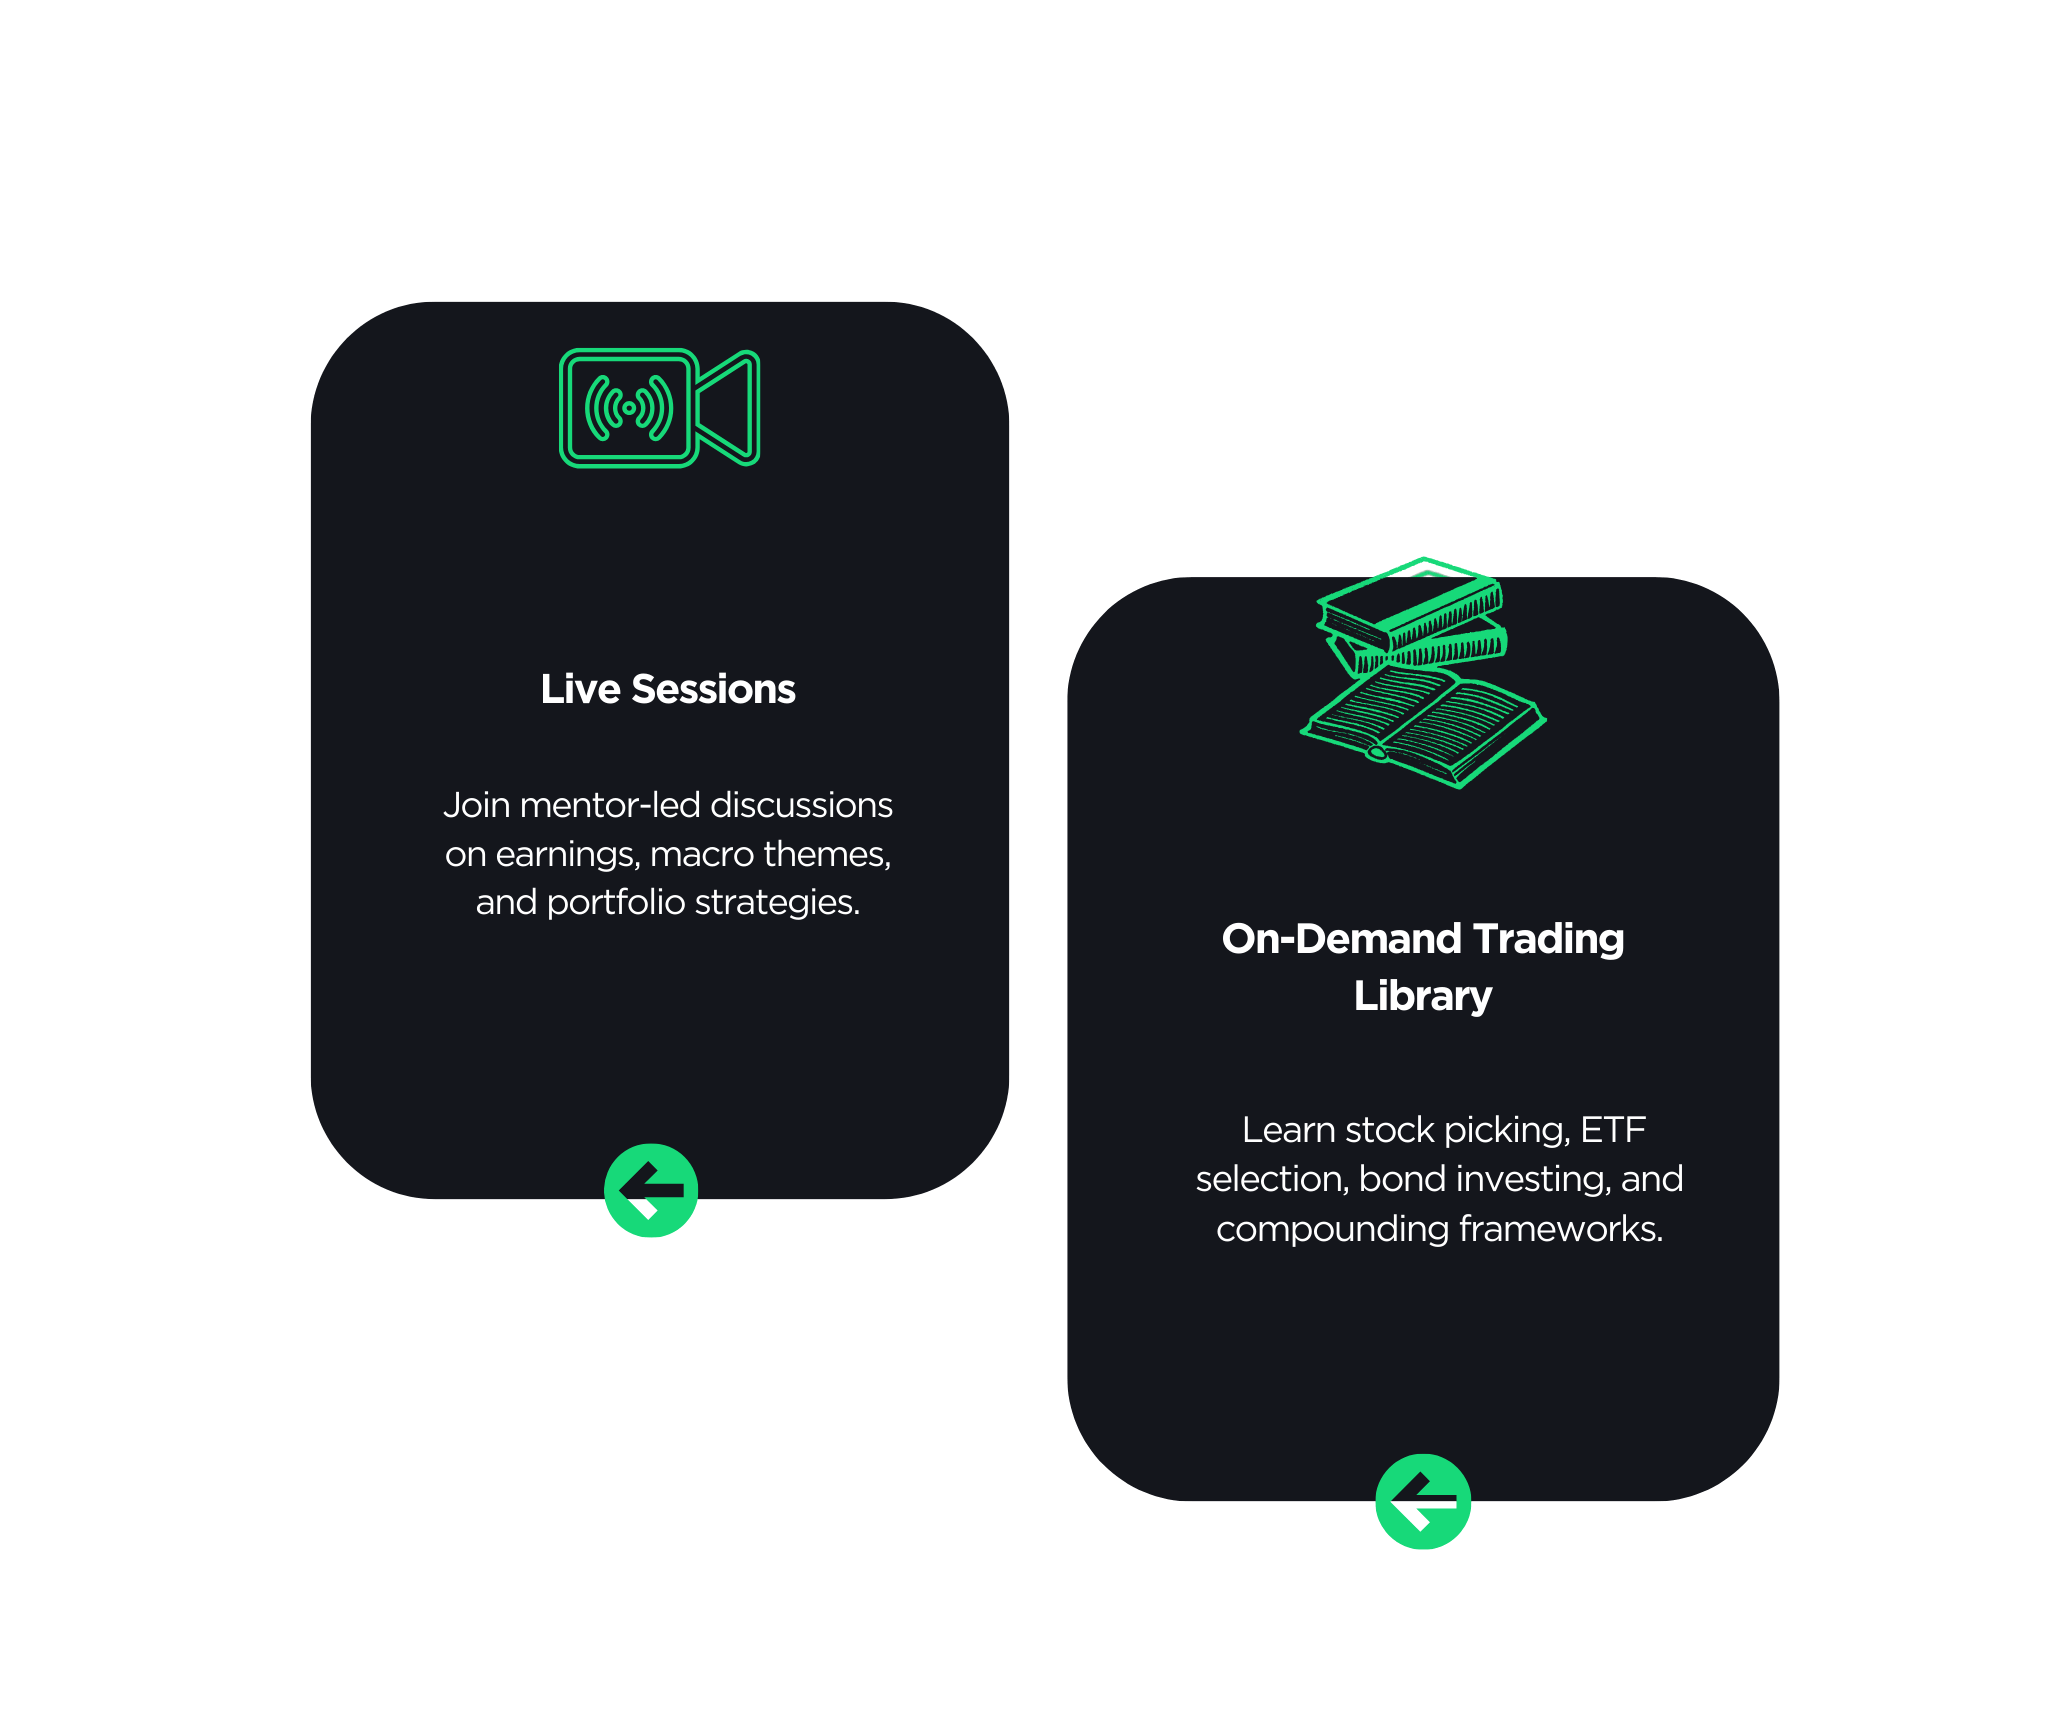 Live Sessions
Join mentor-led discussions
on earnings, macro themes,
and portfolio strategies.
On-Demand Trading
Library
Learn stock picking, ETF
selection, bond investing, and
compounding frameworks.